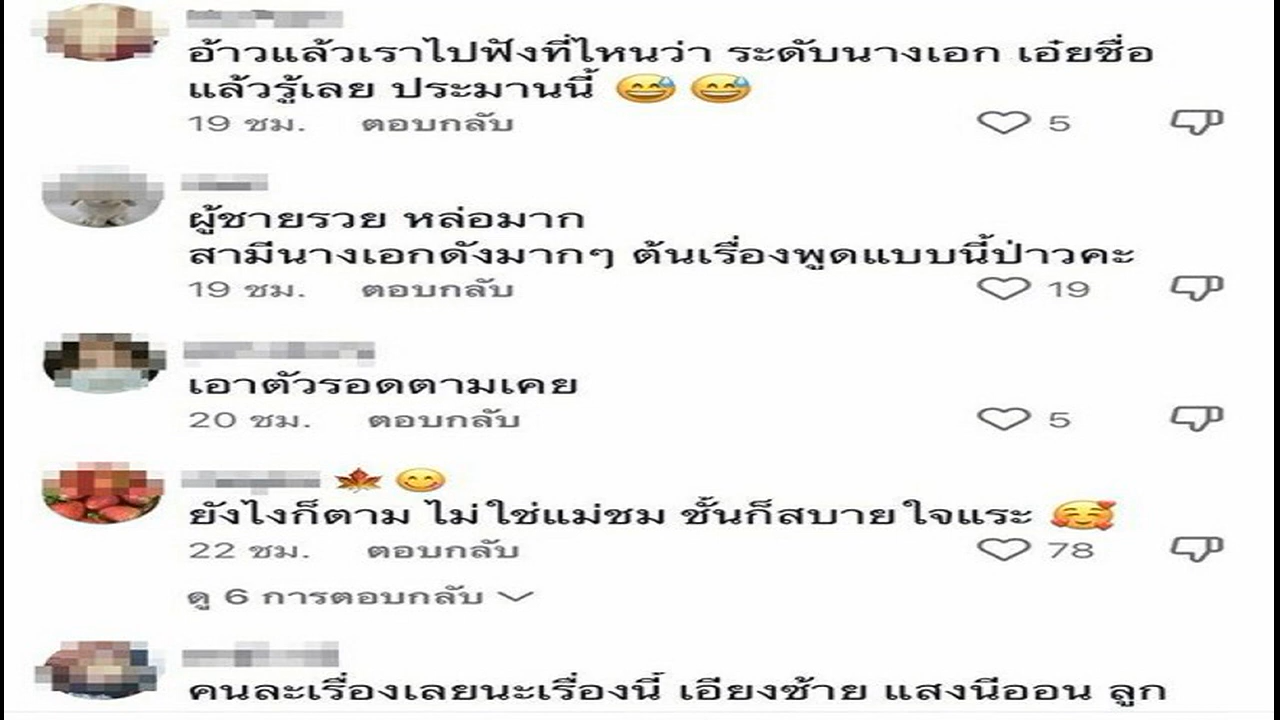 อ้าวแล้วเราไปฟังที่ไหนว่า ระดับนางเอก เอ๋ยชื่อ
แล้วรู้เลย ประมานนี้ 😅 😅
19 ชม. ตอบกลับ 5
ผู้ชายรวย หล่อมาก
สามีนางเอกดังมากๆ ต้นเรื่องพูดแบบนี้ป่าวคะ
19 ชม. ตอบกลับ 19
เอาตัวรอดตามเคย
20 ชม. ตอบกลับ 5
🍁 😋
ยังไงก็ตาม ไม่ใช่แม่ชม ชั้นก็สบายใจแระ 🥰
22 ชม. ตอบกลับ 78
ดู 6 การตอบกลับ
คนละเรื่องเลยนะเรื่องนี้ เอียงซ้าย แสงนีออน ลูก